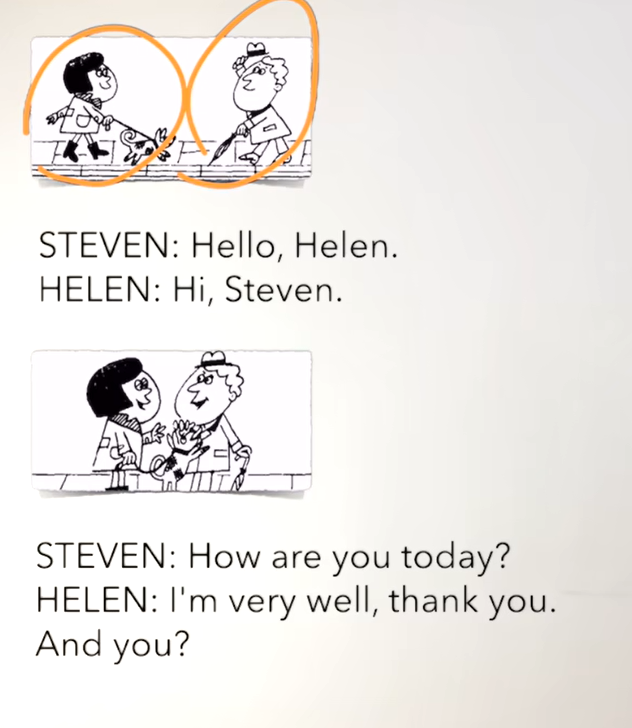 STEVEN: Hello, Helen.
HELEN: Hi, Steven.
STEVEN: How are you today?
HELEN: I'm very well, thank you.
And you?